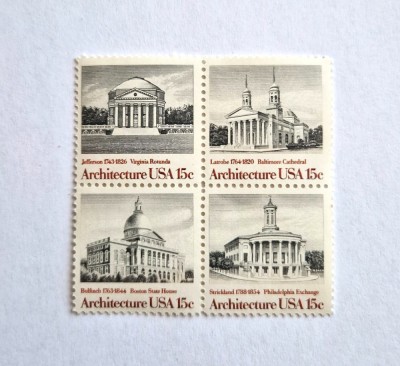 Jefferson 1743-1826 Virginia Rotunda
Architecture USA 15c
Latrobe 1764-1820 Baltimore Cathedral
Architecture USA 15c
Bulfinch 1763-1844 Boston State House
Architecture USA 15c
Strickland 1788-1854 Philadelphia Exchange
Architecture USA 15c